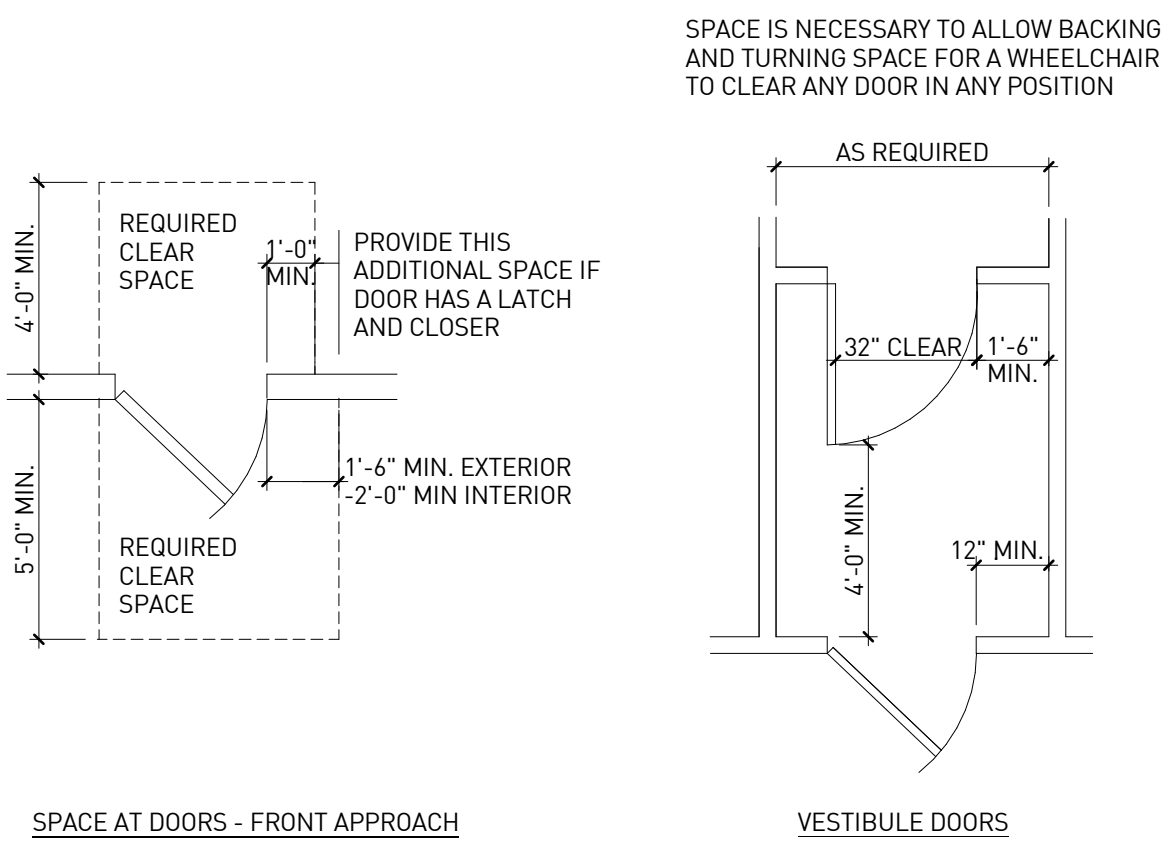 SPACE IS NECESSARY TO ALLOW BACKING
AND TURNING SPACE FOR A WHEELCHAIR
TO CLEAR ANY DOOR IN ANY POSITION
4'-0" MIN.
REQUIRED
CLEAR
SPACE
1'-0"
MIN.
PROVIDE THIS
ADDITIONAL SPACE IF
DOOR HAS A LATCH
AND CLOSER
5'-0" MIN.
1'-6" MIN. EXTERIOR
-2'-0" MIN INTERIOR
REQUIRED
CLEAR
SPACE
SPACE AT DOORS - FRONT APPROACH
AS REQUIRED
32" CLEAR
1'-6"
MIN.
4'-0" MIN.
12" MIN.
VESTIBULE DOORS